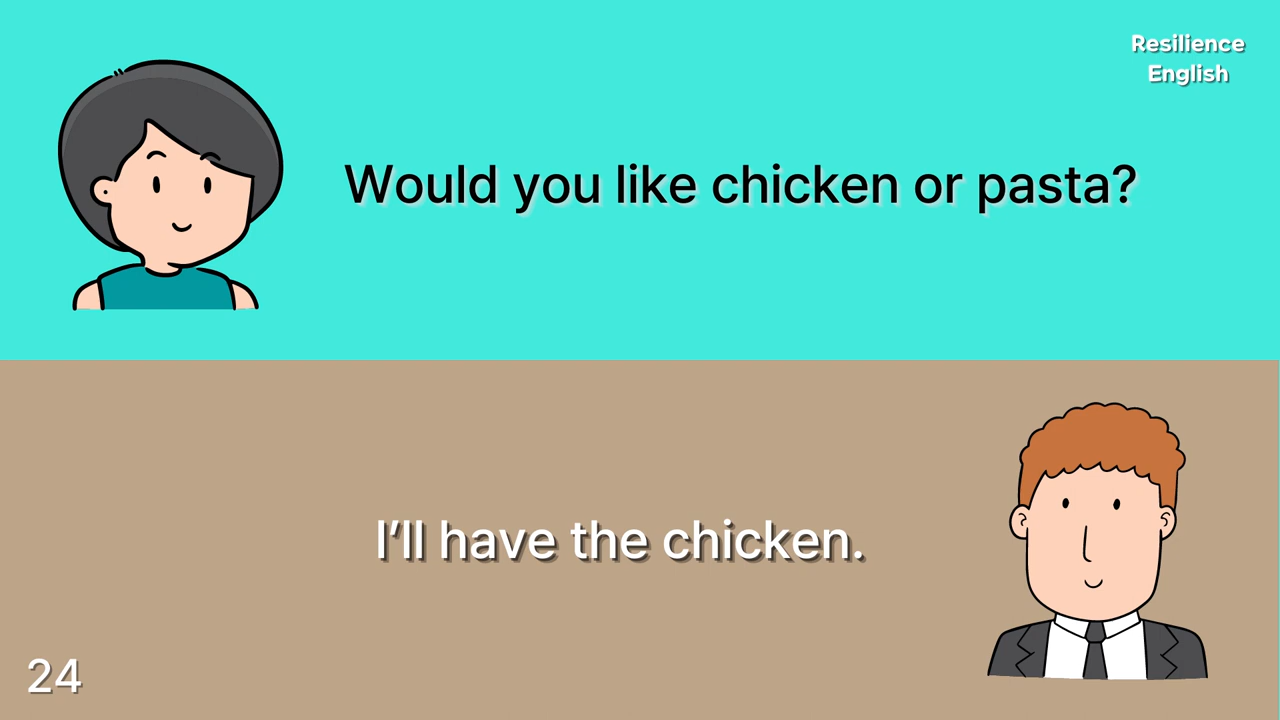 Resilience
English
Would you like chicken or pasta?
I’ll have the chicken.
24